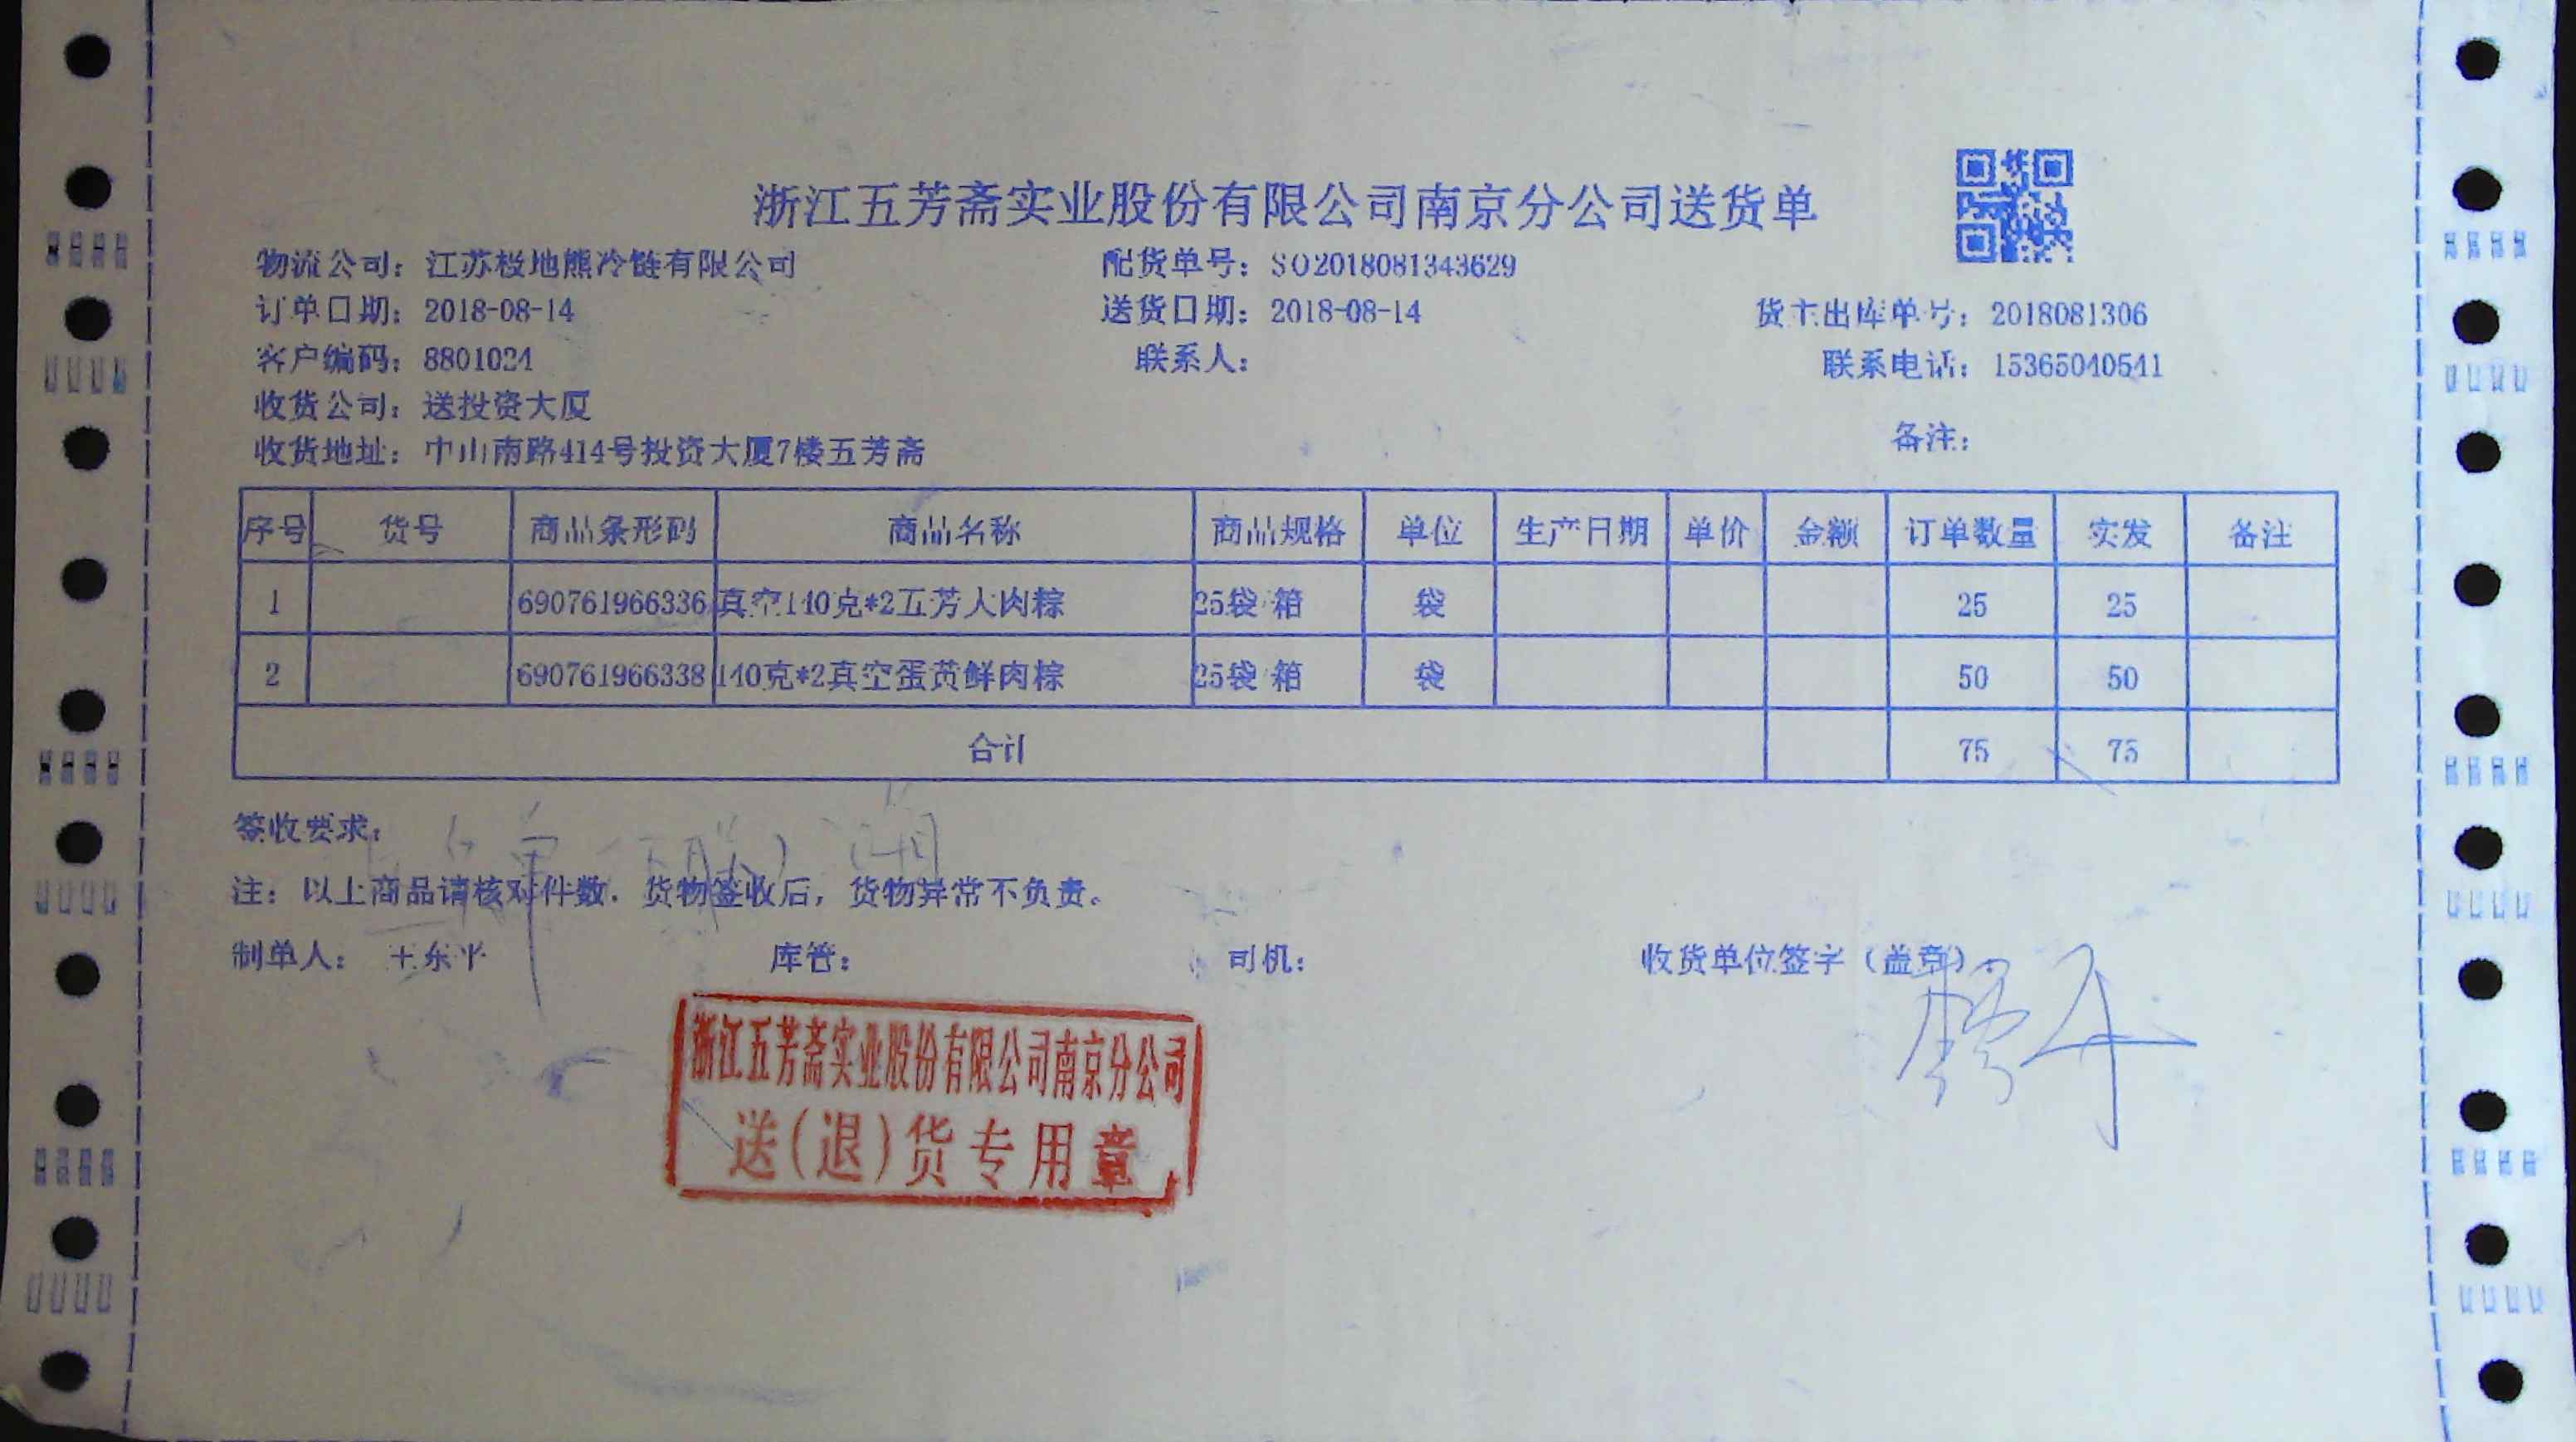 浙江五芳斋实业股份有限公司南京分公司送货单
物流公司：江苏极地熊冷链有限公司 配货单号：SO2018081343629
订单日期：2018-08-14 送货日期：2018-08-14 货主出库单号：2018081306
客户编码：8801024 联系人： 联系电话：15365040541
收货公司：送投资大厦
收货地址：中山南路414号投资大厦7楼五芳斋 备注：
序号 货号 商品条形码 商品名称 商品规格 单位 生产日期 单价 金额 订单数量 实发 备注
1 690761966336 真空140克*2五芳大肉粽 25袋/箱 袋 25 25
2 690761966338 140克*2真空蛋黄鲜肉粽 25袋/箱 袋 50 50
合计 75 75
签收要求：
注：以上商品请核对件数．货物签收后，货物异常不负责。
制单人： 王东平 库管： 司机： 收货单位签字（盖章）
浙江五芳斋实业股份有限公司南京分公司
送(退)货专用章